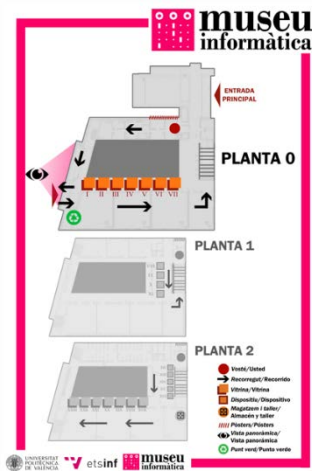 museu
informàtica
ENTRADA
PRINCIPAL
PLANTA 0
I II III IV V VI VII
PLANTA 1
PLANTA 2
Vostè/Usted
Recorregut/Recorrido
Vitrina/Vitrina
Dispositiu/Dispositivo
Magatzem i taller/
Almacén y taller
Pòsters/Pósters
Vista panoràmica/
Vista panorámica
Punt verd/Punto verde
UNIVERSITAT
POLITÈCNICA
DE VALÈNCIA
etsinf
museu
informàtica